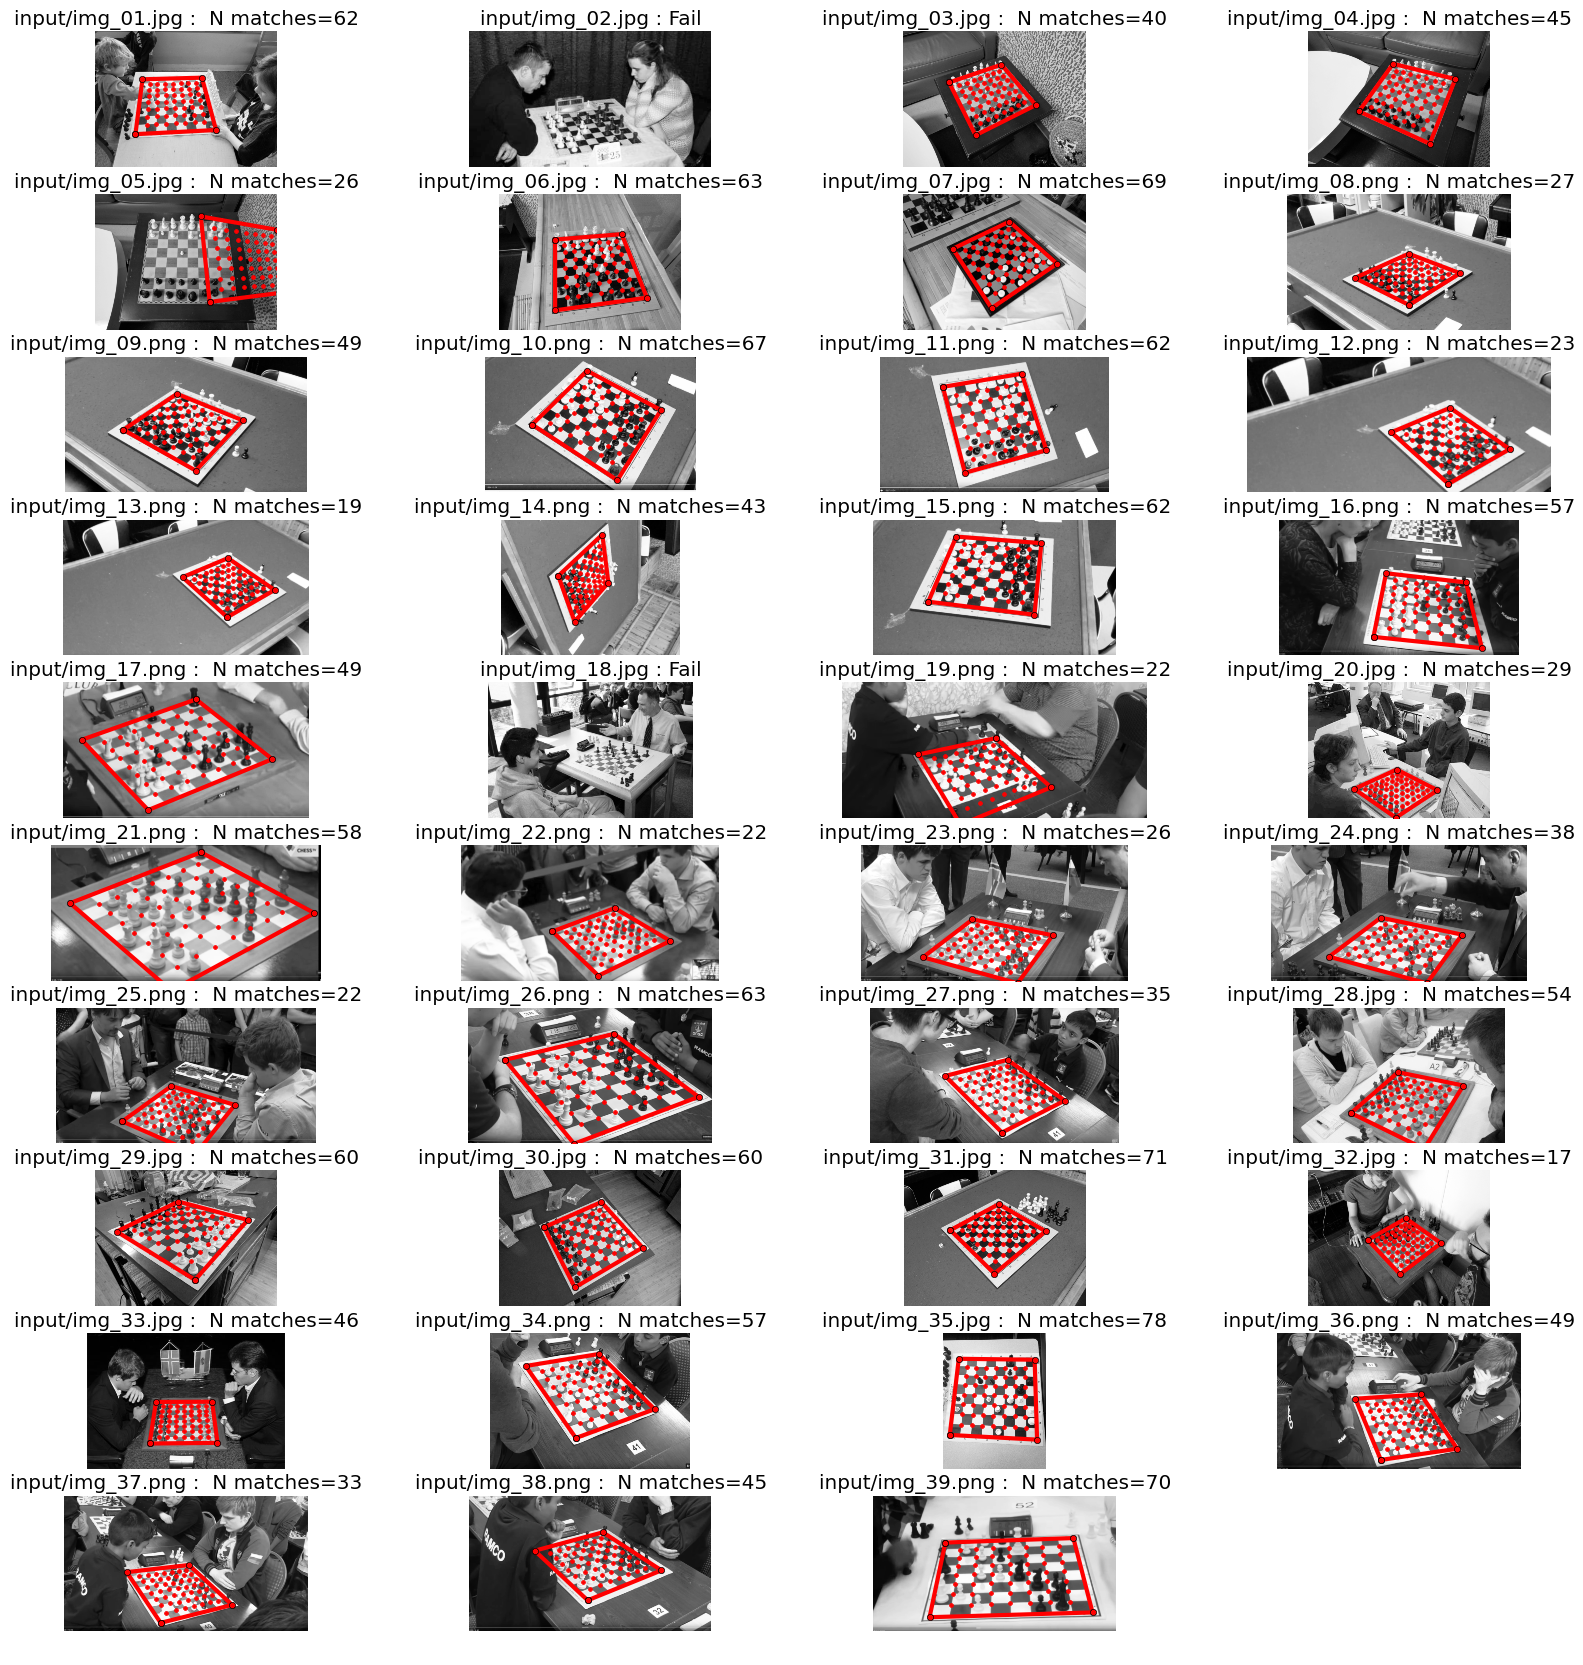 input/img_01.jpg :  N matches=62
input/img_02.jpg : Fail
input/img_03.jpg :  N matches=40
input/img_04.jpg :  N matches=45
input/img_05.jpg :  N matches=26
input/img_06.jpg :  N matches=63
input/img_07.jpg :  N matches=69
input/img_08.png :  N matches=27
25
input/img_09.png :  N matches=49
input/img_10.png :  N matches=67
input/img_11.png :  N matches=62
input/img_12.png :  N matches=23
input/img_13.png :  N matches=19
input/img_14.png :  N matches=43
input/img_15.png :  N matches=62
input/img_16.png :  N matches=57
input/img_17.png :  N matches=49
input/img_18.jpg : Fail
input/img_19.png :  N matches=22
input/img_20.jpg :  N matches=29
input/img_21.png :  N matches=58
input/img_22.png :  N matches=22
input/img_23.png :  N matches=26
input/img_24.png :  N matches=38
CHESS
input/img_25.png :  N matches=22
input/img_26.png :  N matches=63
input/img_27.png :  N matches=35
input/img_28.jpg :  N matches=54
RAMCO
A2
41
input/img_29.jpg :  N matches=60
input/img_30.jpg :  N matches=60
input/img_31.jpg :  N matches=71
input/img_32.jpg :  N matches=17
input/img_33.jpg :  N matches=46
input/img_34.png :  N matches=57
input/img_35.jpg :  N matches=78
input/img_36.png :  N matches=49
41
RAMCO
input/img_37.png :  N matches=33
input/img_38.png :  N matches=45
input/img_39.png :  N matches=70
52
RAMCO
32